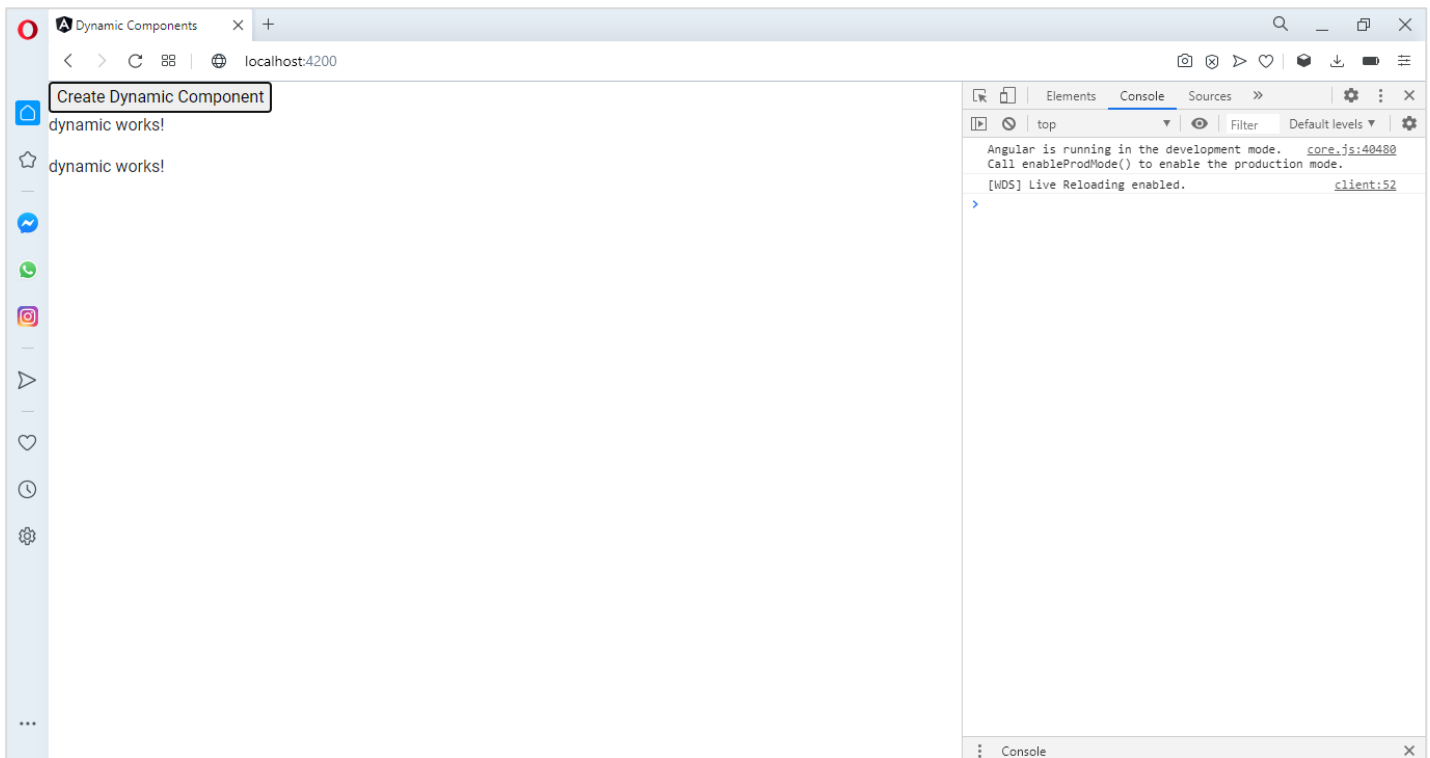 Dynamic Components
localhost:4200
Create Dynamic Component
dynamic works!
dynamic works!
Elements Console Sources »
top Filter Default levels ▼
Angular is running in the development mode. core.js:40480
Call enableProdMode() to enable the production mode.
[WDS] Live Reloading enabled. client:52
>
Console